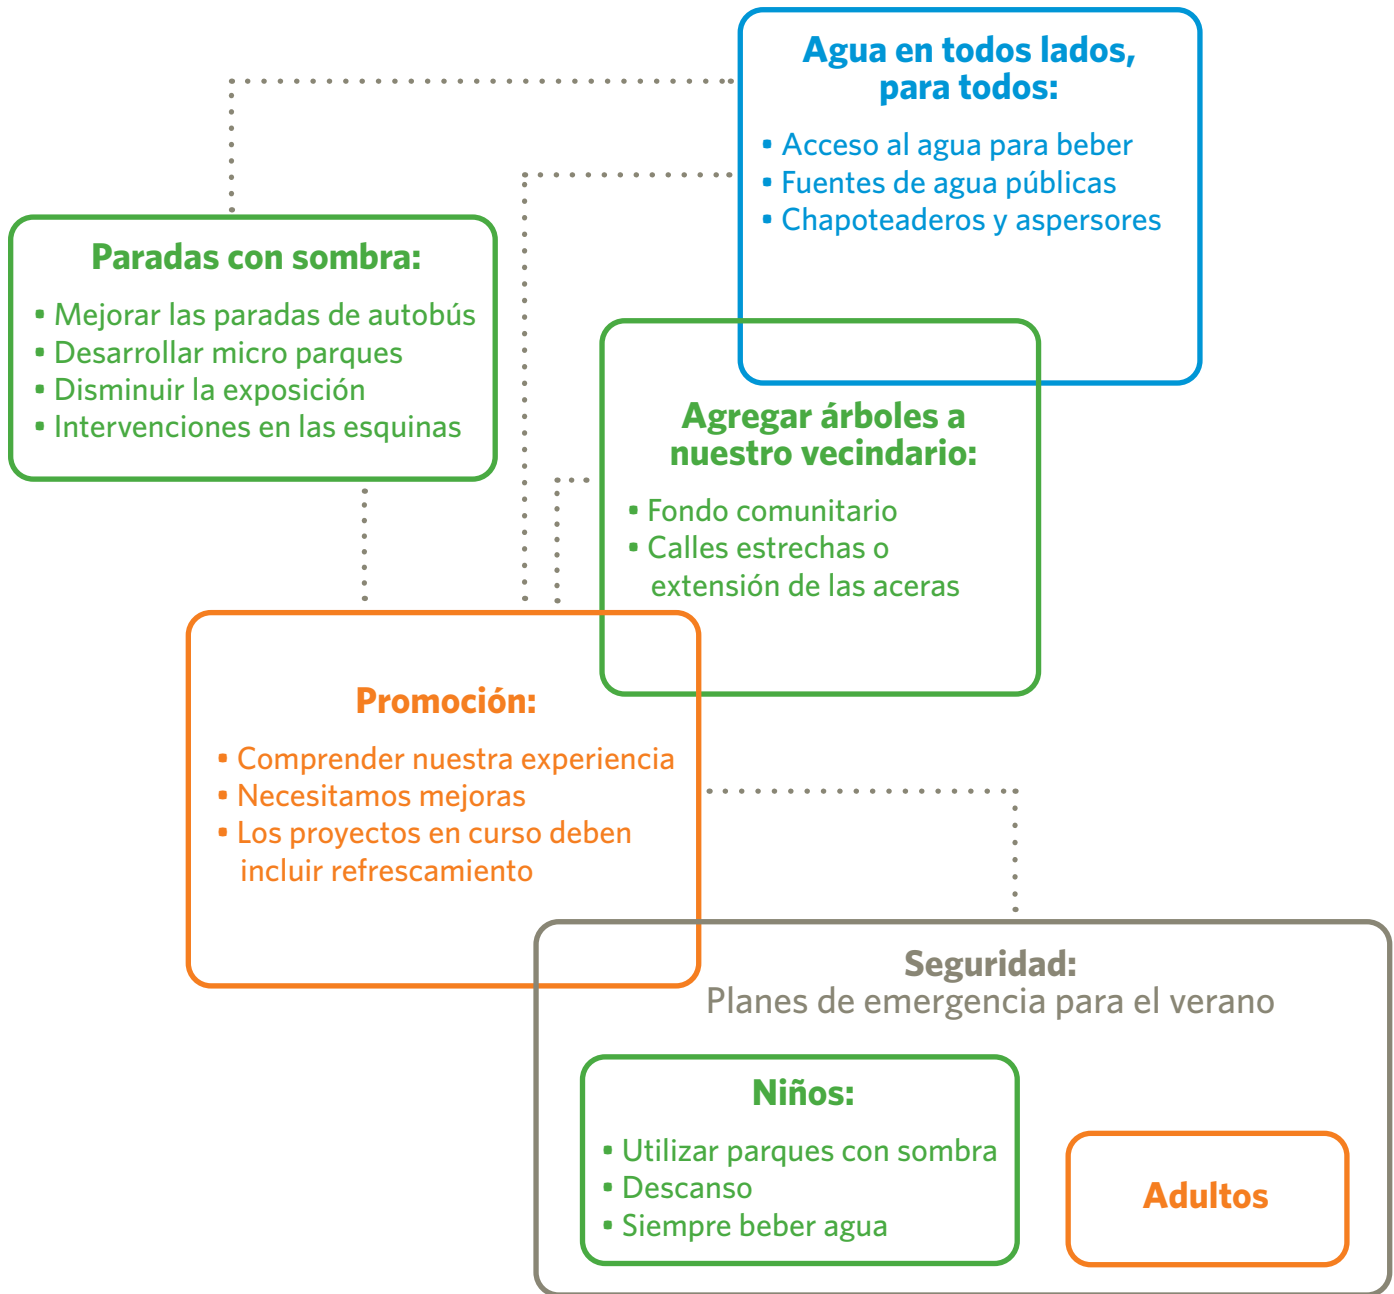 Agua en todos lados,
para todos:
• Acceso al agua para beber
• Fuentes de agua públicas
• Chapoteaderos y aspersores
Paradas con sombra:
• Mejorar las paradas de autobús
• Desarrollar micro parques
• Disminuir la exposición
• Intervenciones en las esquinas
Agregar árboles a
nuestro vecindario:
• Fondo comunitario
• Calles estrechas o
extensión de las aceras
Promoción:
• Comprender nuestra experiencia
• Necesitamos mejoras
• Los proyectos en curso deben
incluir refrescamiento
Seguridad:
Planes de emergencia para el verano
Niños:
• Utilizar parques con sombra
• Descanso
• Siempre beber agua
Adultos